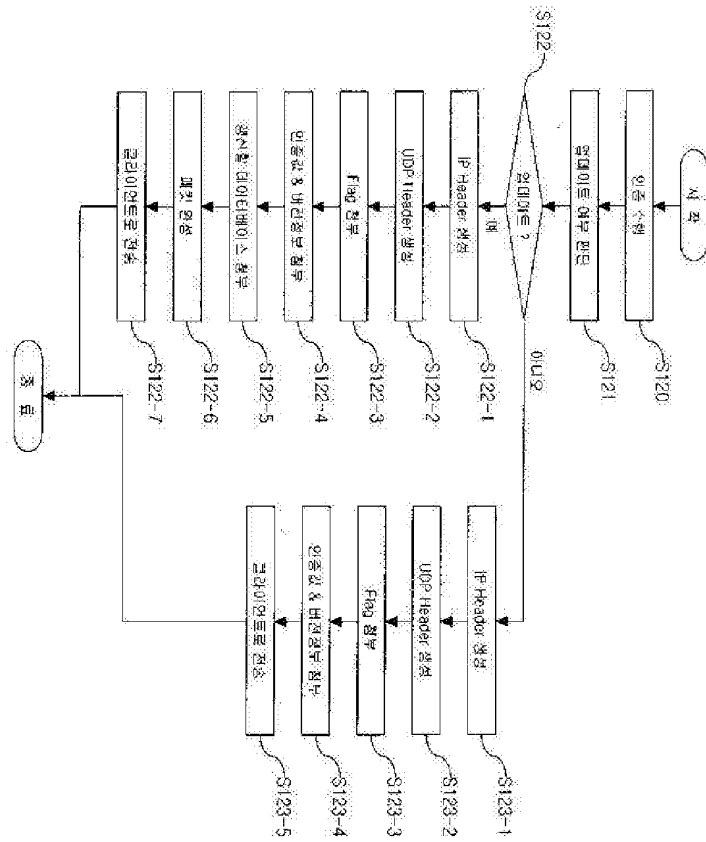 시 작
인증 수행
S120
업데이트 여부 판단
S121
업데이트 ?
S122
예
아니오
IP Header 생성
S122-1
UDP Header 생성
S122-2
Flag 첨부
S122-3
인증값 & 버전정보 첨부
S122-4
갱신할 데이터베이스 첨부
S122-5
패킷 완성
S122-6
클라이언트로 전송
S122-7
IP Header 생성
S123-1
UDP Header 생성
S123-2
Flag 첨부
S123-3
인증값 & 버전정보 첨부
S123-4
클라이언트로 전송
S123-5
종 료